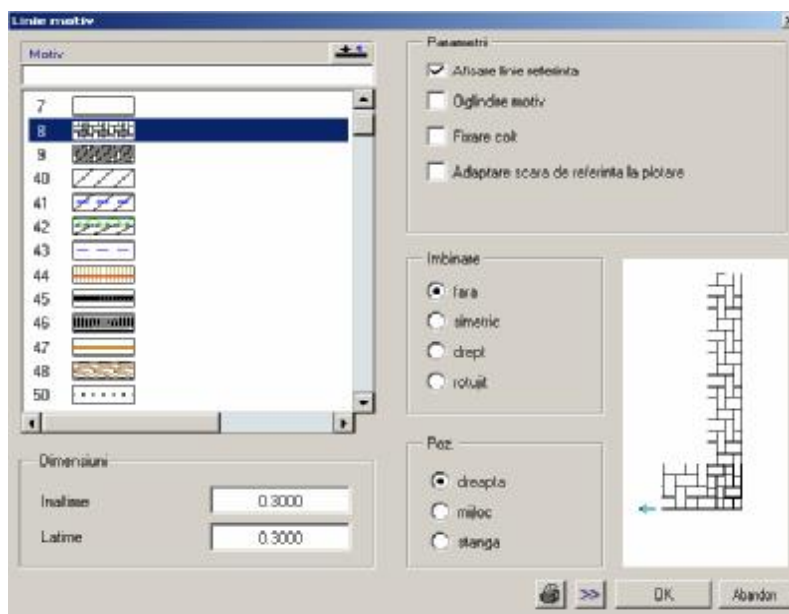 Linie motiv
Motiv
7
8
9
40
41
42
43
44
45
46
47
48
50
Dimensiuni
Inaltime 0.3000
Latime 0.3000
Parametri
Afisare linie referinta
Oglindire motiv
Fixare colt
Adaptare scara de referinta la plotare
Imbinare
fara
simetric
drept
rotujit
Poz.
dreapta
mijloc
stanga
>> OK Abandon